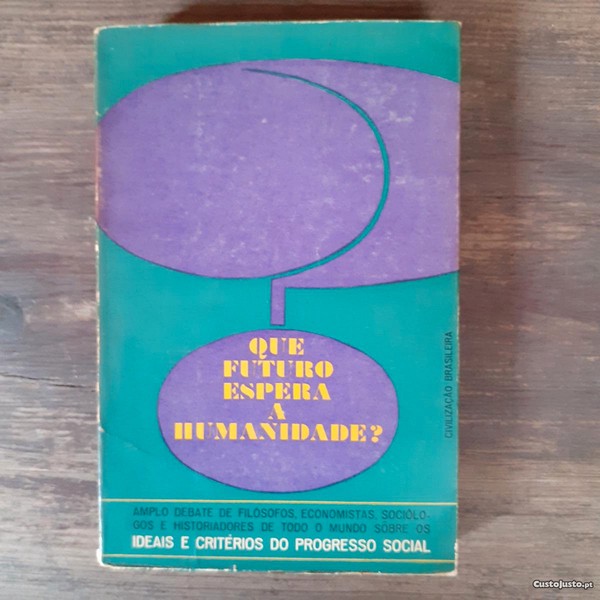 QUE
FUTURO
ESPERA
A
HUMANIDADE?
CIVILIZAÇÃO BRASILEIRA
AMPLO DEBATE DE FILÓSOFOS, ECONOMISTAS, SOCIÓLO-
GOS E HISTORIADORES DE TODO O MUNDO SÔBRE OS
IDEAIS E CRITÉRIOS DO PROGRESSO SOCIAL
CustoJusto.pt